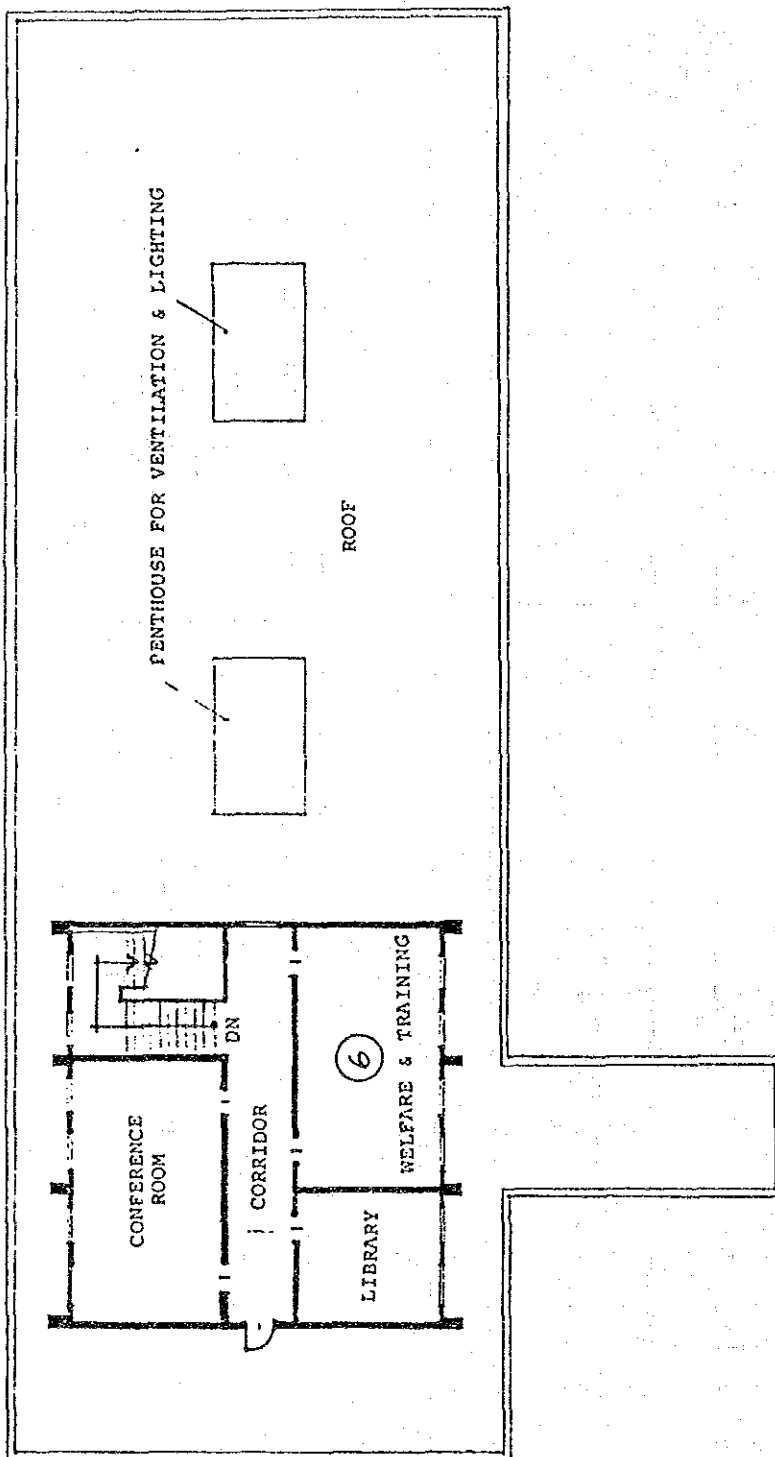 PENTHOUSE FOR VENTILATION & LIGHTING
ROOF
CONFERENCE
ROOM
DN
CORRIDOR
6
WELFARE & TRAINING
LIBRARY